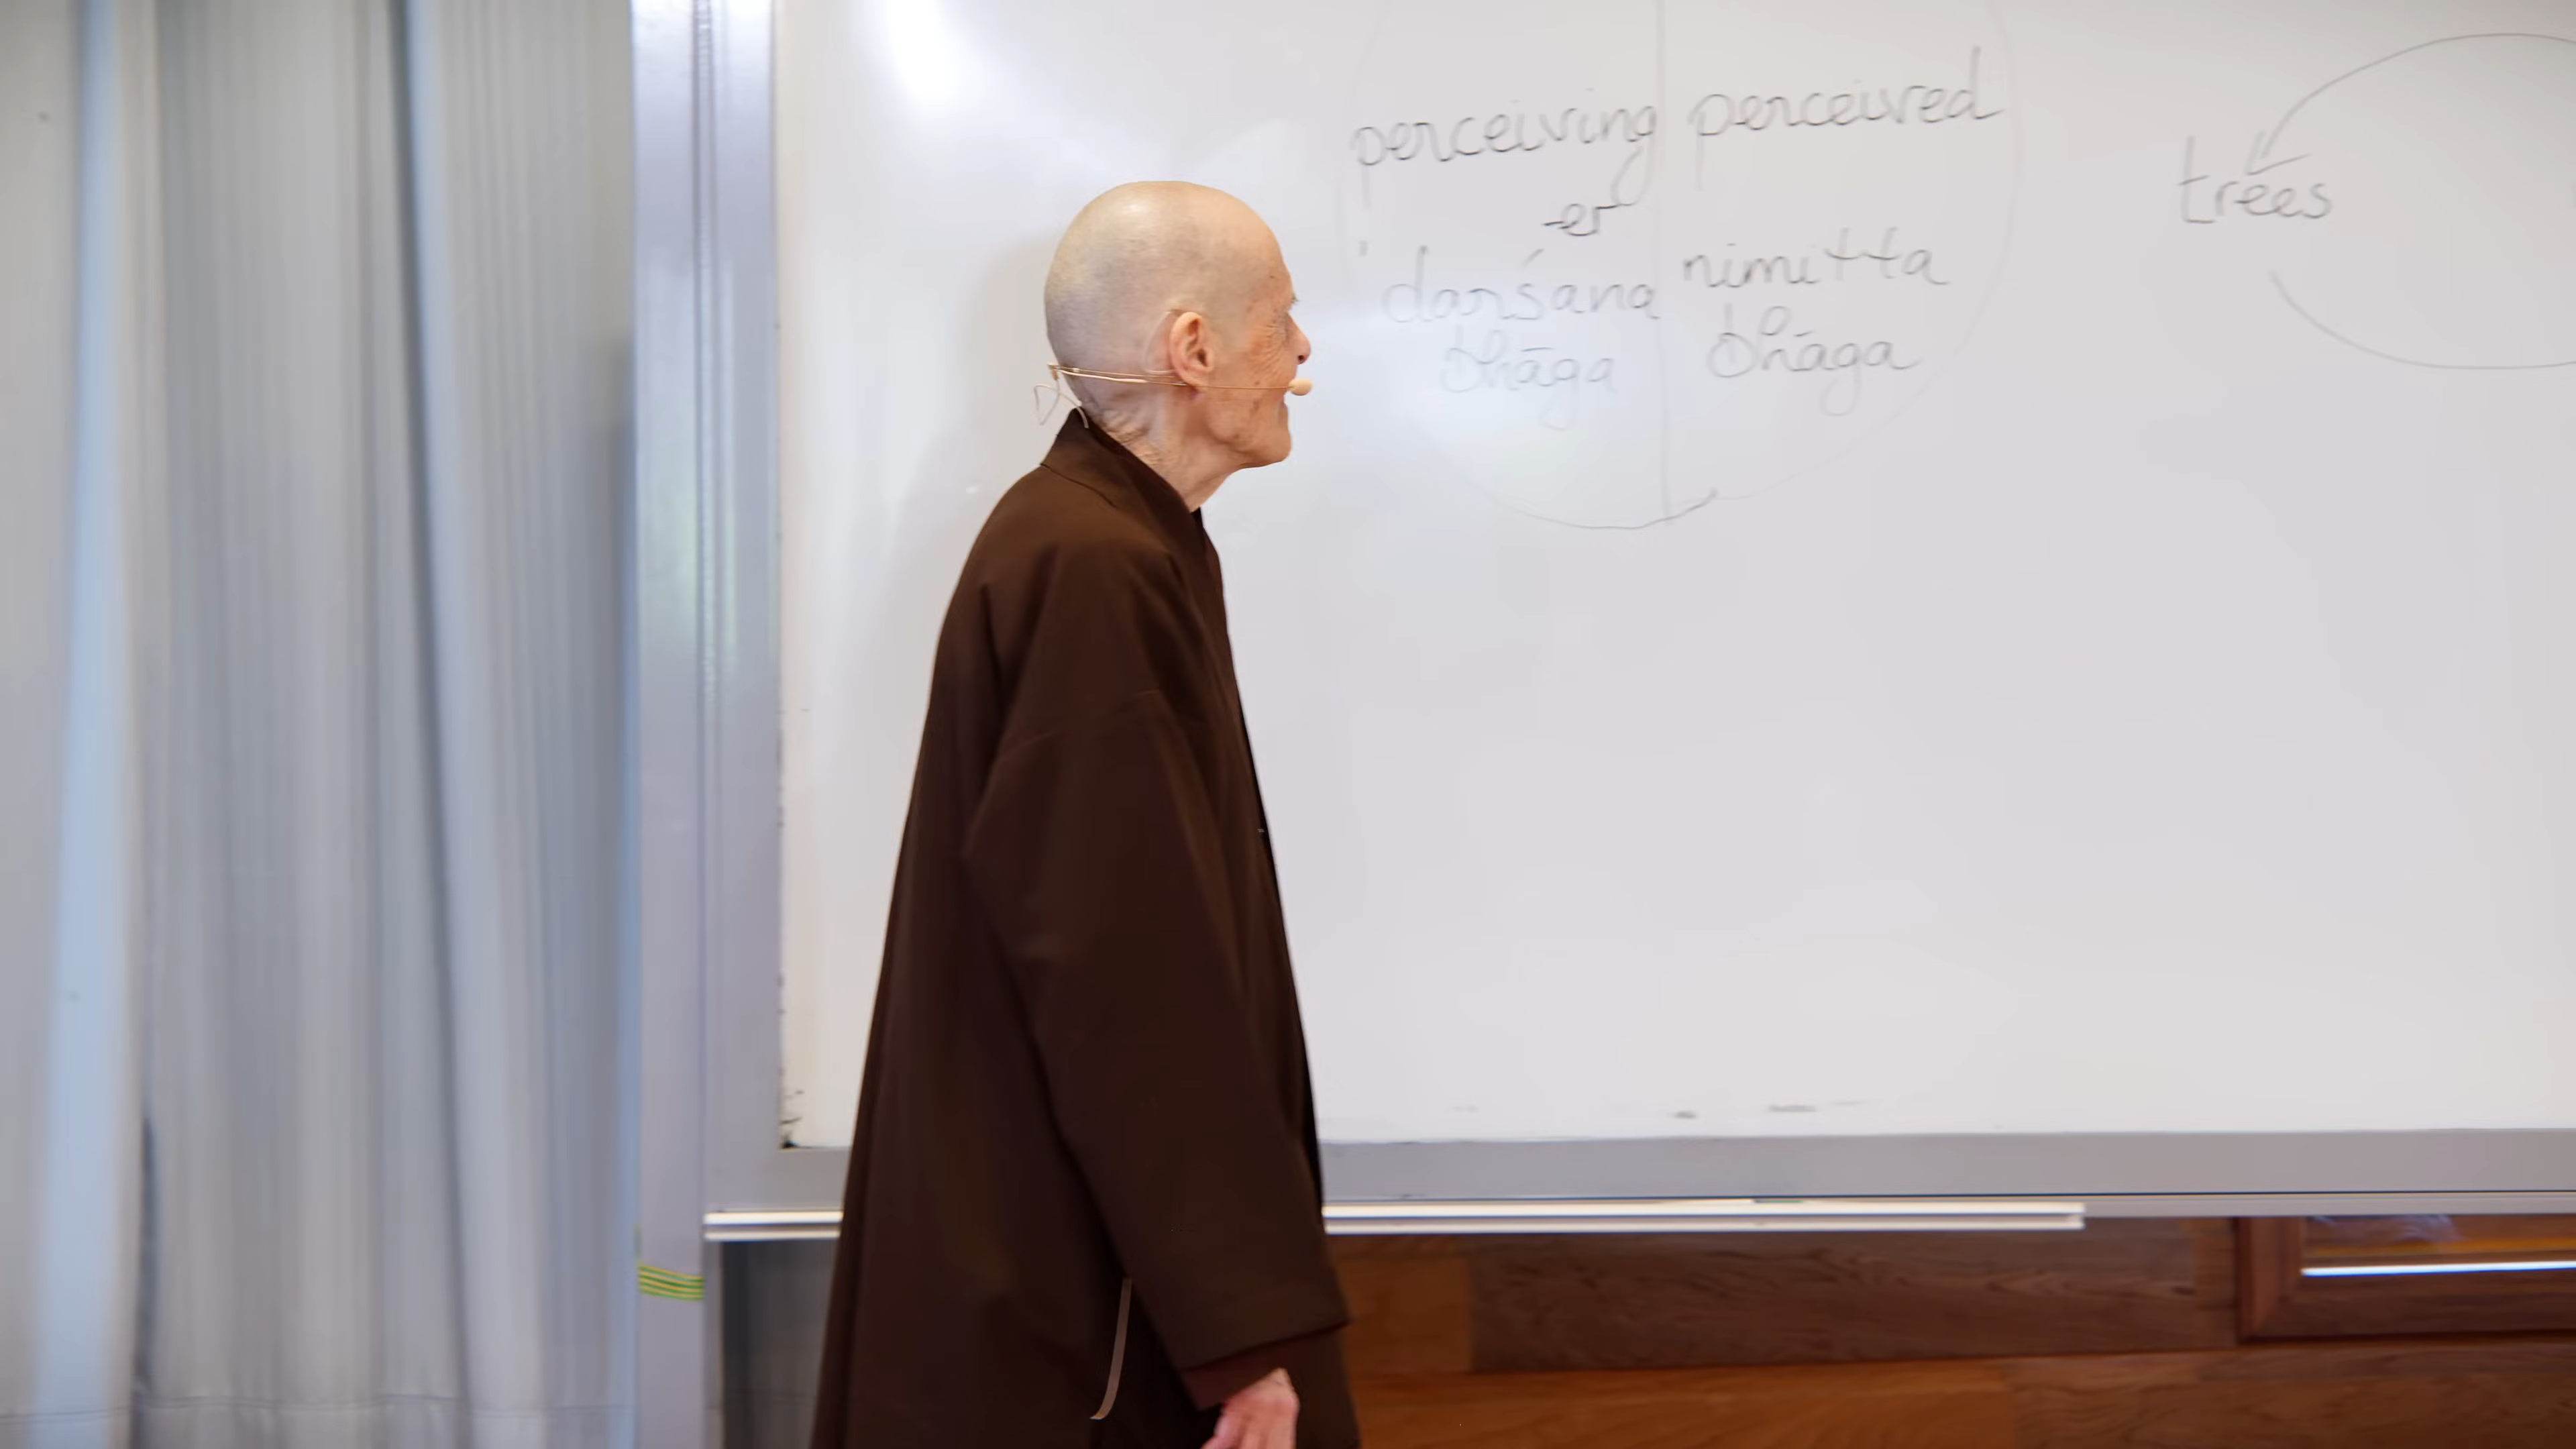 perceiving perceived
-er
darśana nimitta
bhāga bhāga
trees